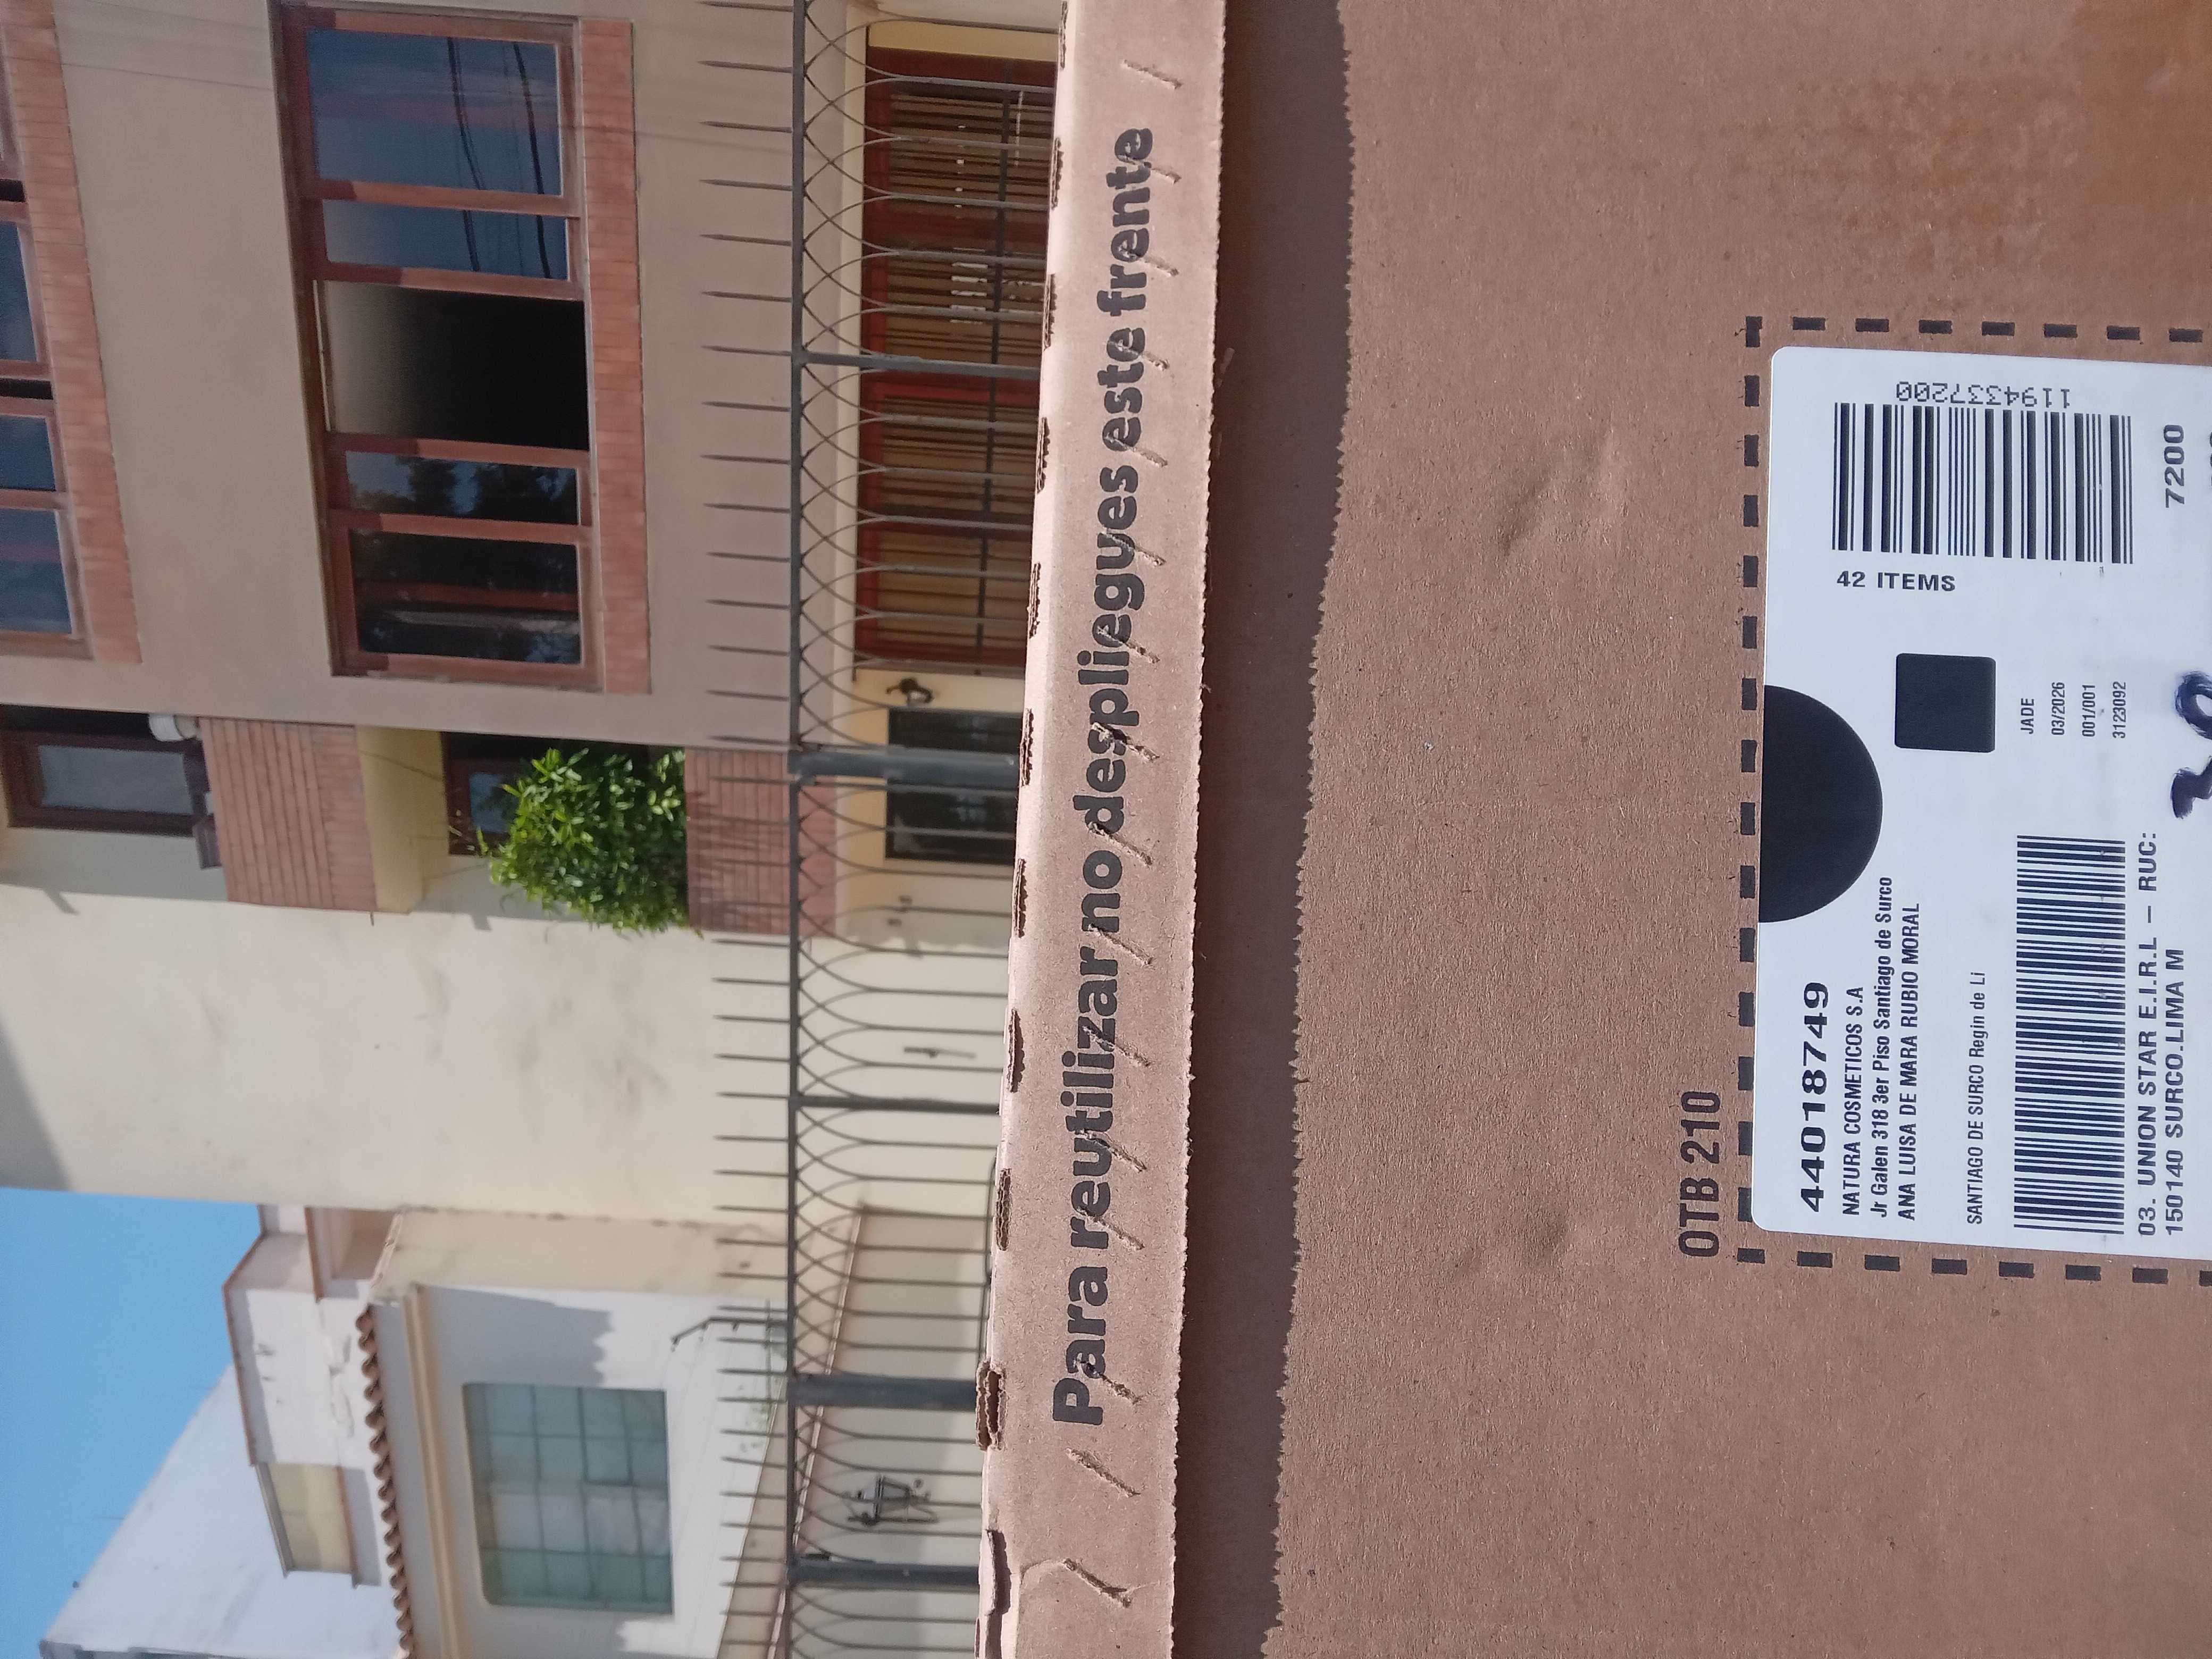 Para reutilizar no despliegues este frente
OTB 210
44018749
NATURA COSMETICOS S.A
Jr Galen 318 3er Piso Santiago de Surco
ANA LUISA DE MARA RUBIO MORAL
SANTIAGO DE SURCO Regin de Li
03. UNION STAR E.I.R.L – RUC:
150140 SURCO.LIMA M
JADE
03/2026
001/001
3123092
42 ITEMS
1194337200
7200